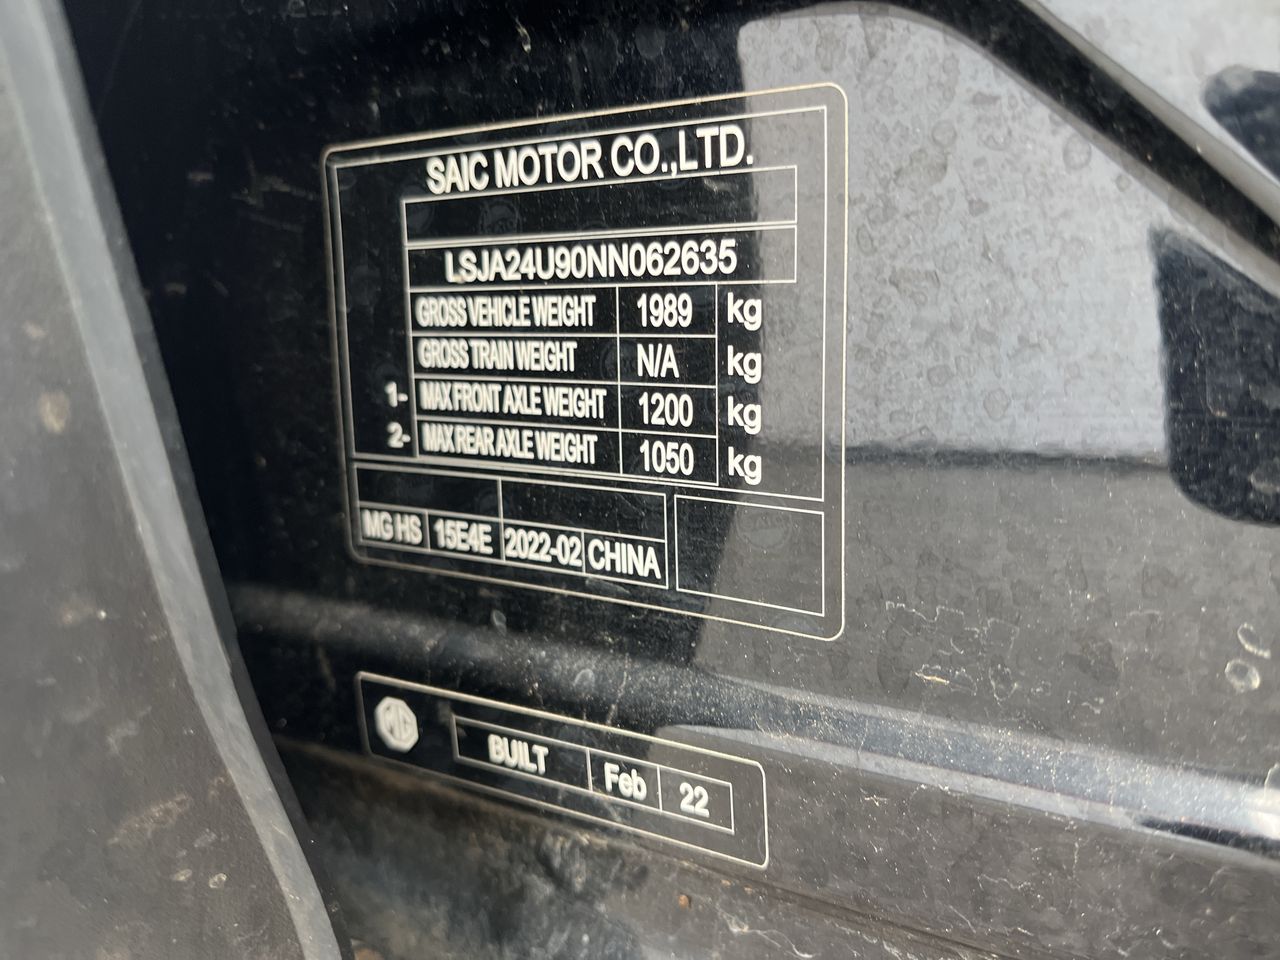 SAIC MOTOR CO.,LTD.
LSJA24U90NN062635
GROSS VEHICLE WEIGHT 1989 kg
GROSS TRAIN WEIGHT N/A kg
1- MAX FRONT AXLE WEIGHT 1200 kg
2- MAX REAR AXLE WEIGHT 1050 kg
MG HS 15E4E 2022-02 CHINA
MG BUILT Feb 22